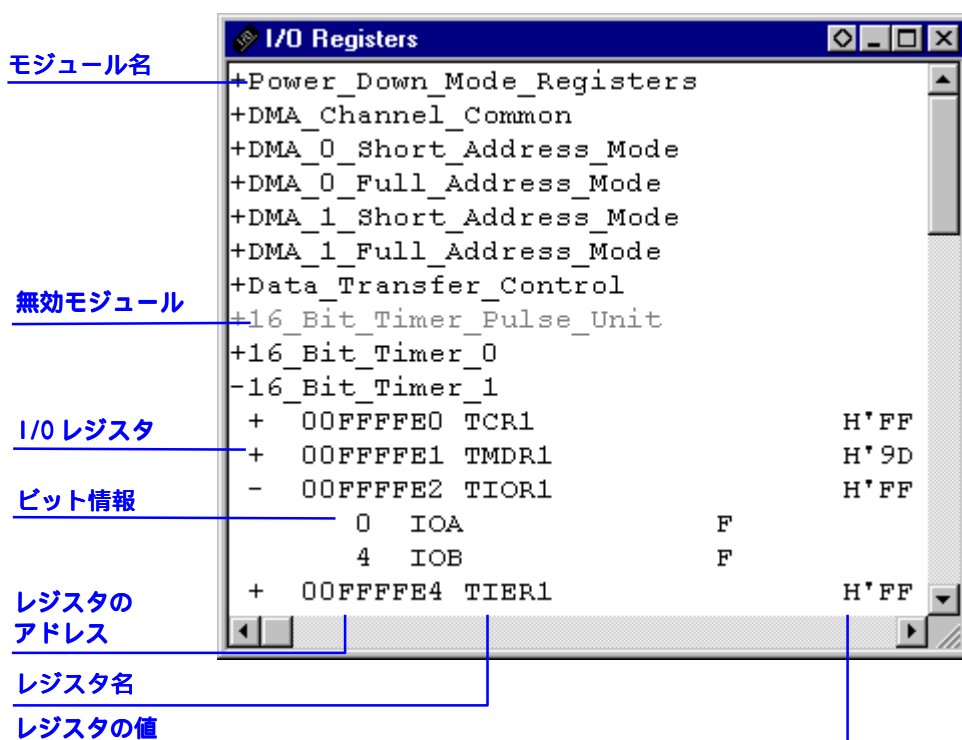 I/O Registers
モジュール名
+Power_Down_Mode_Registers
+DMA_Channel_Common
+DMA_0_Short_Address_Mode
+DMA_0_Full_Address_Mode
+DMA_1_Short_Address_Mode
+DMA_1_Full_Address_Mode
+Data_Transfer_Control
無効モジュール
+16_Bit_Timer_Pulse_Unit
+16_Bit_Timer_0
-16_Bit_Timer_1
+ 00FFFFE0 TCR1 H'FF
I/Oレジスタ
+ 00FFFFE1 TMDR1 H'9D
- 00FFFFE2 TIOR1 H'FF
ビット情報
0 IOA F
4 IOB F
+ 00FFFFE4 TIER1 H'FF
レジスタの
アドレス
レジスタ名
レジスタの値